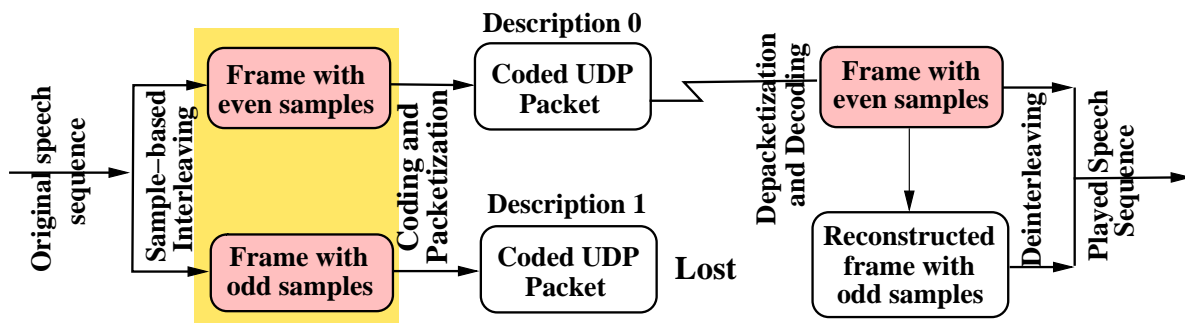 Original speech
sequence
Sample-based
Interleaving
Frame with
even samples
Frame with
odd samples
Coding and
Packetization
Description 0
Coded UDP
Packet
Description 1
Coded UDP
Packet
Lost
Depacketization
and Decoding
Frame with
even samples
Reconstructed
frame with
odd samples
Deinterleaving
Played Speech
Sequence